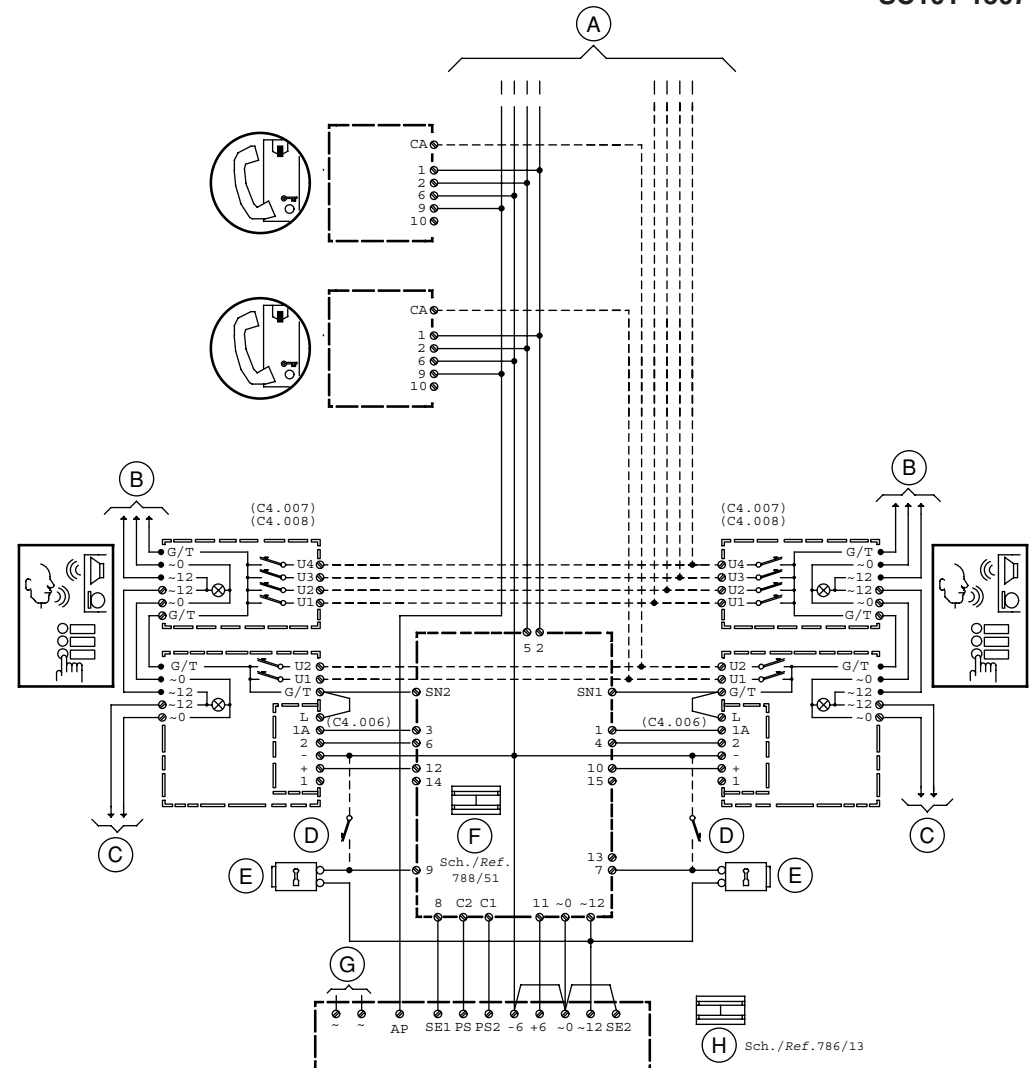 A
CA
1
2
6
9
10
CA
1
2
6
9
10
B
B
(C4.007)
(C4.008)
(C4.007)
(C4.008)
G/T
~0
~12
~12
~0
G/T
U4
U3
U2
U1
U4
U3
U2
U1
G/T
~0
~12
~12
~0
G/T
5 2
G/T
~0
~12
~12
~0
U2
U1
G/T
L
1A
2
-
+
1
(C4.006)
SN2
3
6
12
14
9
SN1
1
4
10
15
13
7
(C4.006)
U2
U1
G/T
L
1A
2
-
+
1
G/T
~0
~12
~12
~0
C
D
F
Sch./Ref.
788/51
D
C
E
E
8 C2 C1 11 ~0 ~12
G
~ ~ AP SE1 PS PS2 -6 +6 ~0 ~12 SE2
H Sch./Ref.786/13